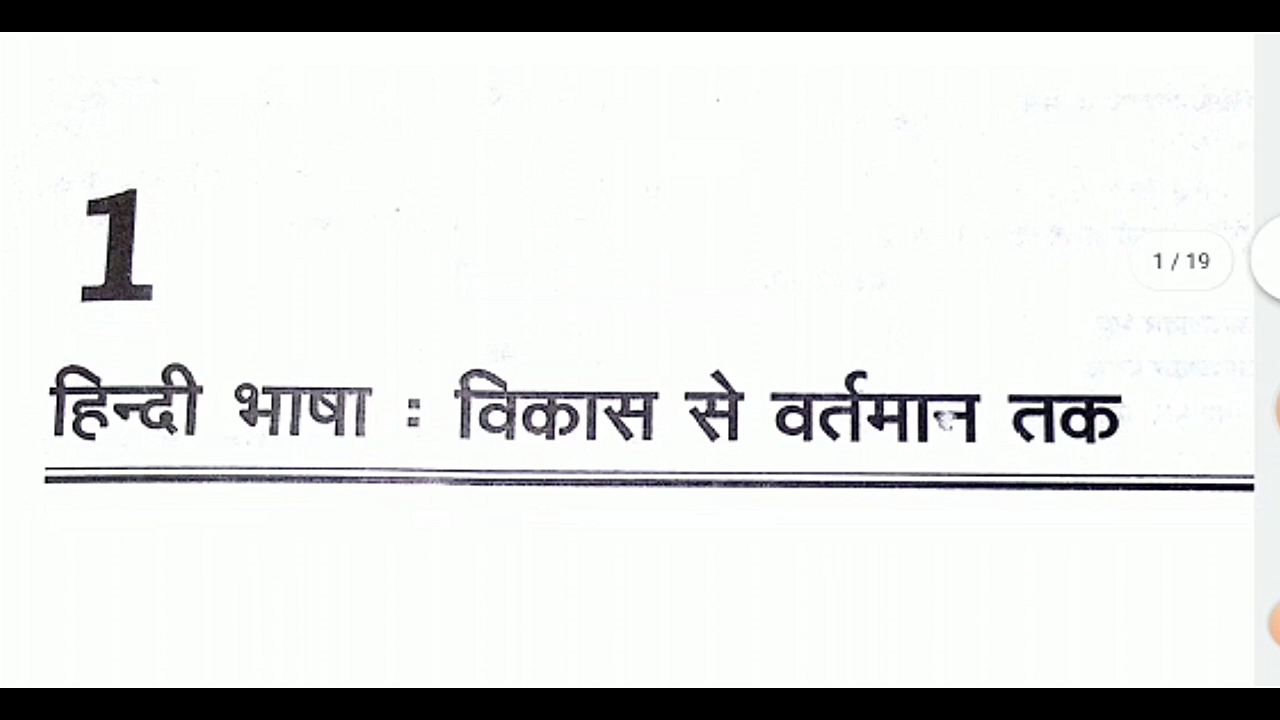 1
1 / 19
हिन्दी भाषा : विकास से वर्तमान तक